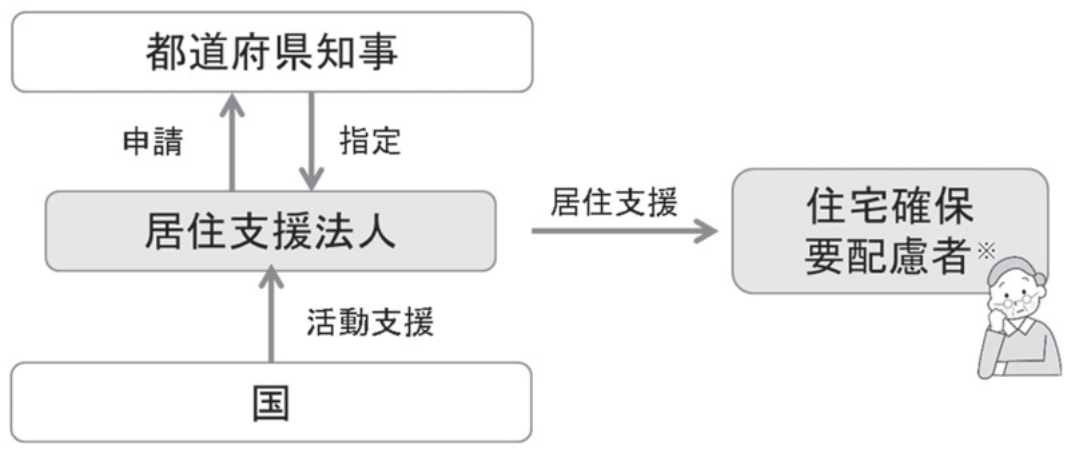 都道府県知事
申請
指定
居住支援法人
居住支援
住宅確保
要配慮者※
活動支援
国